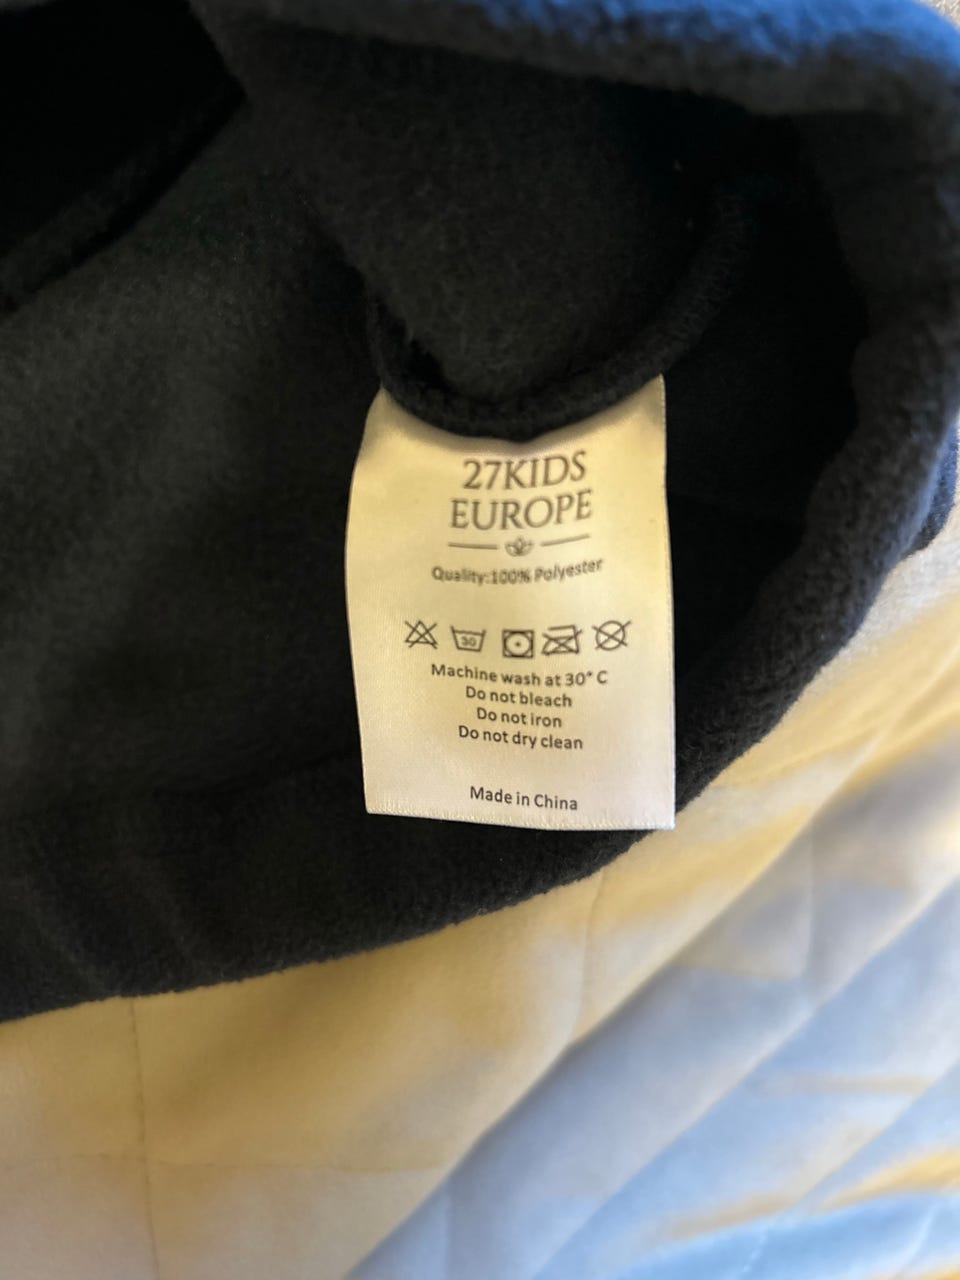 27KIDS
EUROPE
Quality:100% Polyester
30
Machine wash at 30° C
Do not bleach
Do not iron
Do not dry clean
Made in China